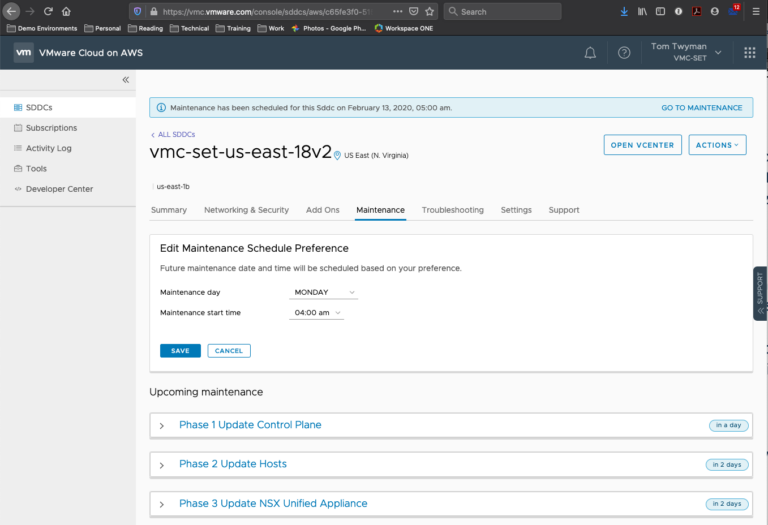 https://vmc.vmware.com/console/sddcs/aws/c65fe3f0-5
Search
12
Demo Environments Personal Reading Technical Training Work Photos - Google Ph... Workspace ONE
vm VMware Cloud on AWS
Tom Twyman
VMC-SET
SDDCs
Subscriptions
Activity Log
Tools
Developer Center
Maintenance has been scheduled for this Sddc on February 13, 2020, 05:00 am. GO TO MAINTENANCE
ALL SDDCs
vmc-set-us-east-18v2 US East (N. Virginia)
OPEN VCENTER ACTIONS
us-east-1b
Summary Networking & Security Add Ons Maintenance Troubleshooting Settings Support
Edit Maintenance Schedule Preference
Future maintenance date and time will be scheduled based on your preference.
Maintenance day MONDAY
Maintenance start time 04:00 am
SAVE CANCEL
SUPPORT
Upcoming maintenance
Phase 1 Update Control Plane in a day
Phase 2 Update Hosts in 2 days
Phase 3 Update NSX Unified Appliance in 2 days